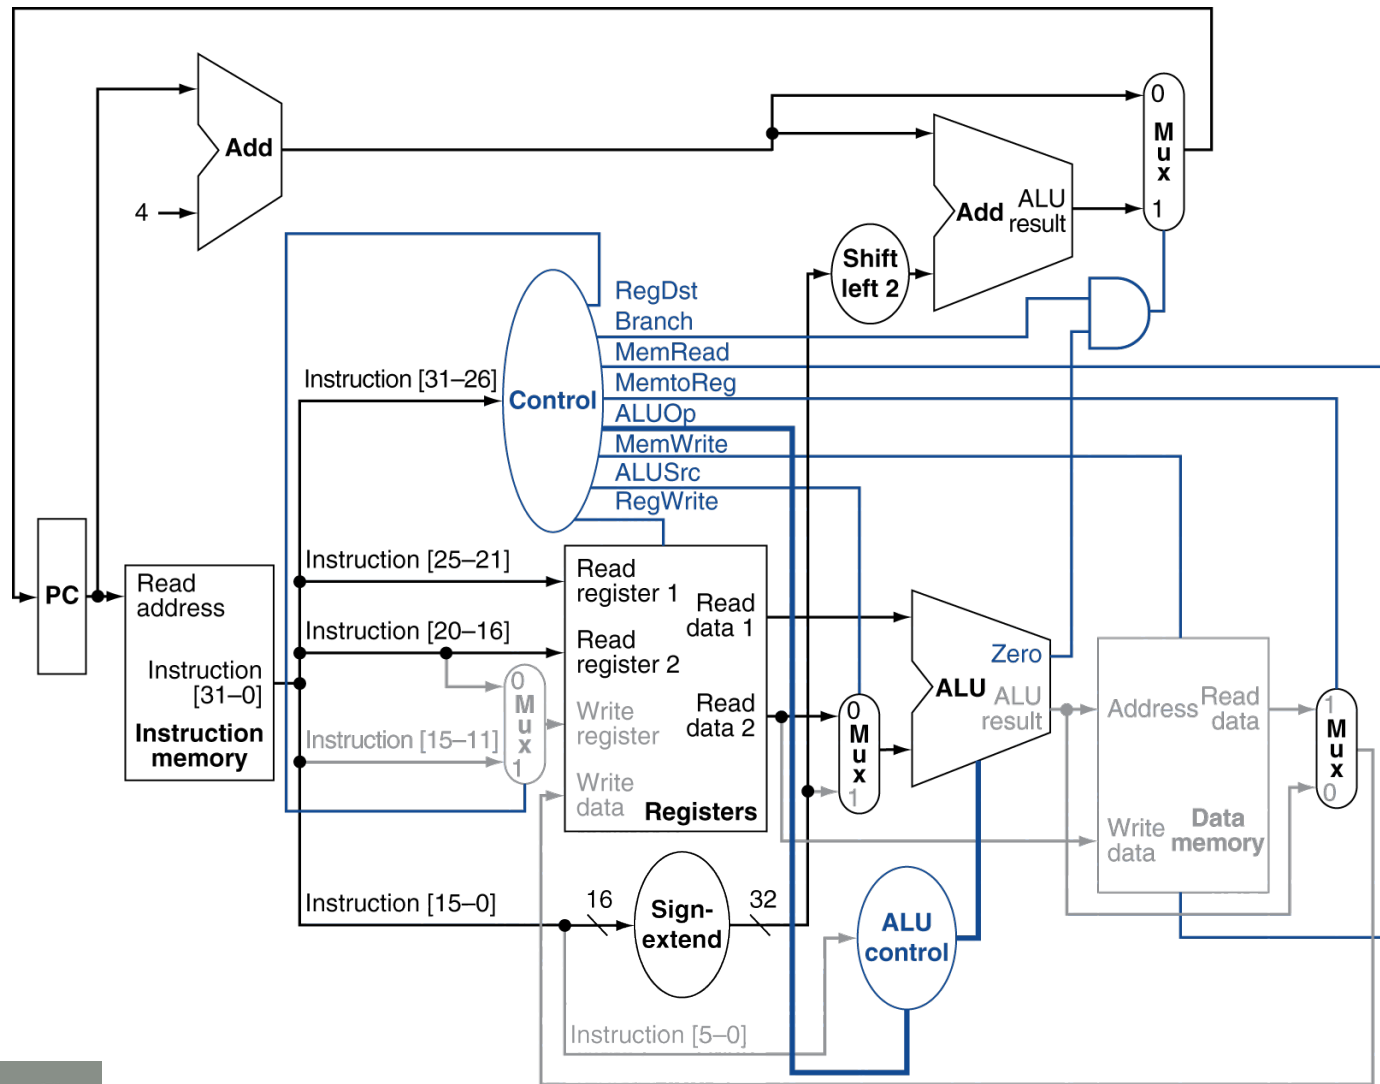 0
M
u
x
1
Add
4
Add
ALU
result
Shift
left 2
RegDst
Branch
MemRead
MemtoReg
ALUOp
MemWrite
ALUSrc
RegWrite
Instruction [31–26]
Control
Instruction [25–21]
Instruction [20–16]
Instruction [15–11]
Instruction [15–0]
Instruction [5–0]
PC
Read
address
Instruction
[31–0]
Instruction
memory
0
M
u
x
1
Read
register 1
Read
register 2
Write
register
Write
data
Read
data 1
Read
data 2
Registers
0
M
u
x
1
Zero
ALU
ALU
result
Address
Read
data
Write
data
Data
memory
1
M
u
x
0
16
Sign-
extend
32
ALU
control